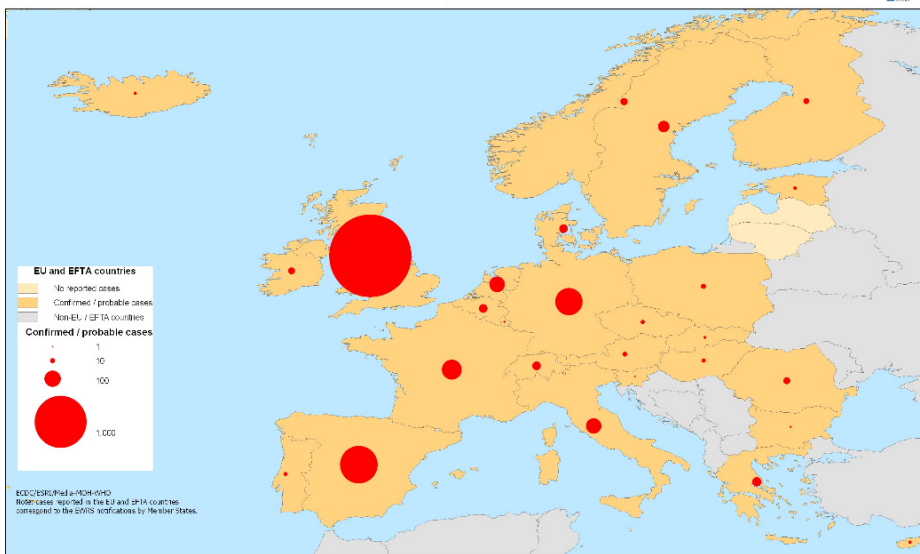 EU and EFTA countries
No reported cases
Confirmed / probable cases
Non-EU / EFTA countries
Confirmed / probable cases
1
10
100
1,000
ECDC/ESRI/Media-MOH-WHO
Note: cases reported in the EU and EFTA countries
correspond to the EWRS notifications by Member States.